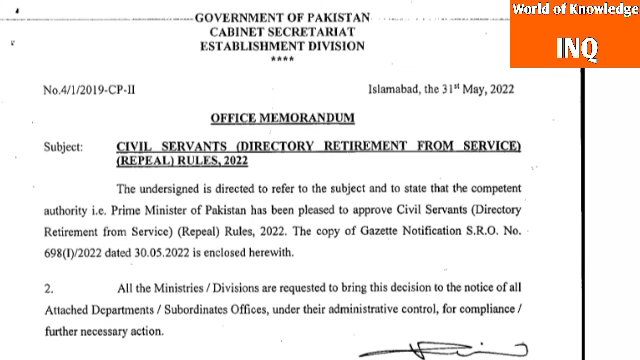 World of Knowledge
INQ
GOVERNMENT OF PAKISTAN
CABINET SECRETARIAT
ESTABLISHMENT DIVISION
****
No.4/1/2019-CP-II
Islamabad, the 31st May, 2022
OFFICE MEMORANDUM
Subject: CIVIL SERVANTS (DIRECTORY RETIREMENT FROM SERVICE)
(REPEAL) RULES, 2022
The undersigned is directed to refer to the subject and to state that the competent
authority i.e. Prime Minister of Pakistan has been pleased to approve Civil Servants (Directory
Retirement from Service) (Repeal) Rules, 2022. The copy of Gazette Notification S.R.O. No.
698(I)/2022 dated 30.05.2022 is enclosed herewith.
2. All the Ministries / Divisions are requested to bring this decision to the notice of all
Attached Departments / Subordinates Offices, under their administrative control, for compliance /
further necessary action.